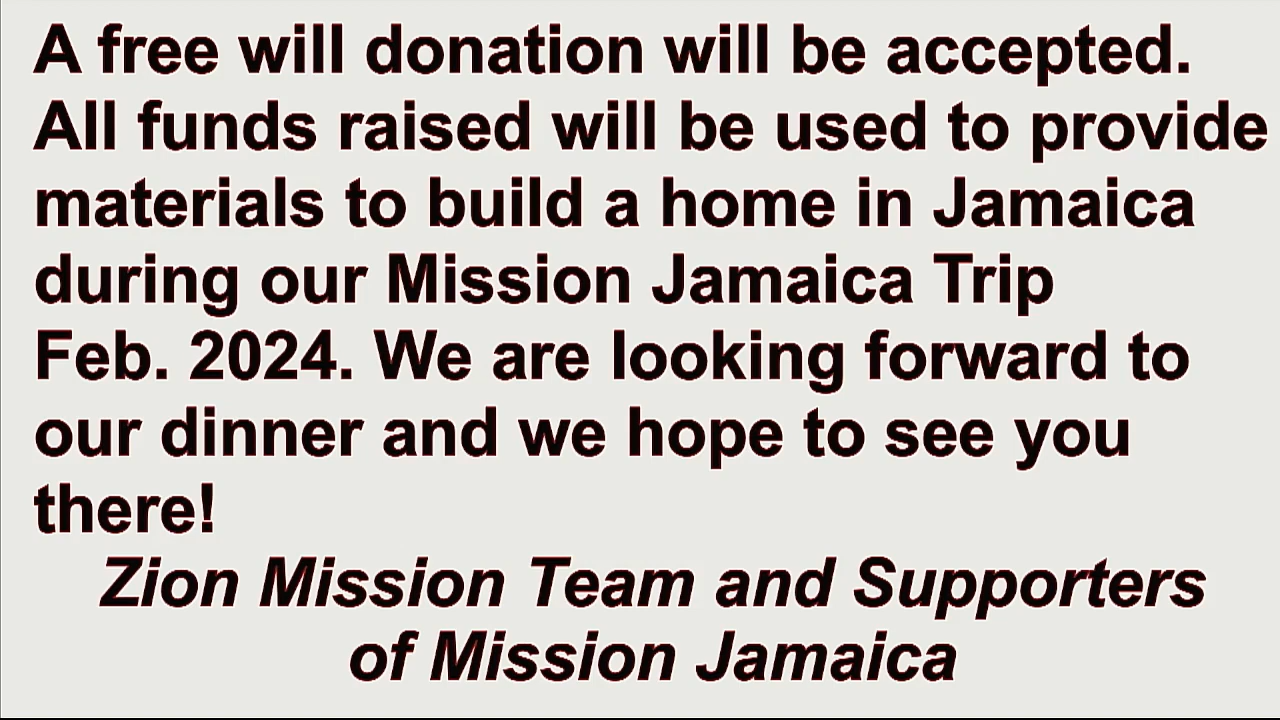 A free will donation will be accepted.
All funds raised will be used to provide
materials to build a home in Jamaica
during our Mission Jamaica Trip
Feb. 2024. We are looking forward to
our dinner and we hope to see you
there!
Zion Mission Team and Supporters
of Mission Jamaica